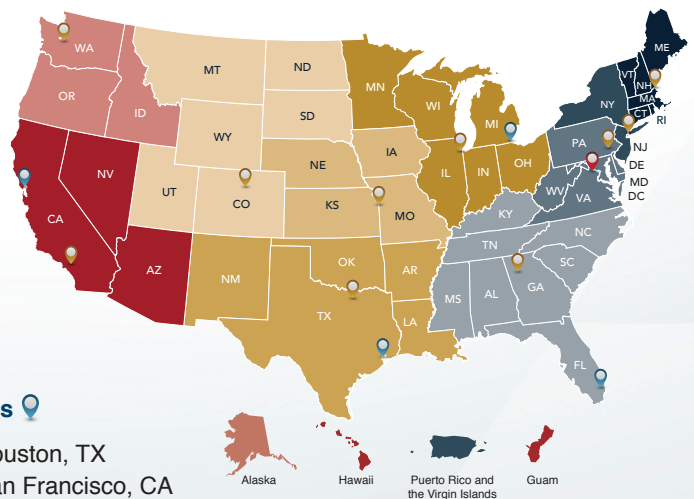 WA
MT
ND
MN
ME
VT
NH
MA
CT
RI
NY
OR
ID
SD
WI
MI
WY
IA
PA
NJ
NE
OH
DE
NV
UT
CO
IL
IN
WV
MD
DC
KS
MO
VA
CA
KY
NC
TN
AZ
NM
OK
AR
SC
MS
AL
GA
TX
LA
FL
s
ouston, TX
an Francisco, CA
Alaska
Hawaii
Puerto Rico and
the Virgin Islands
Guam